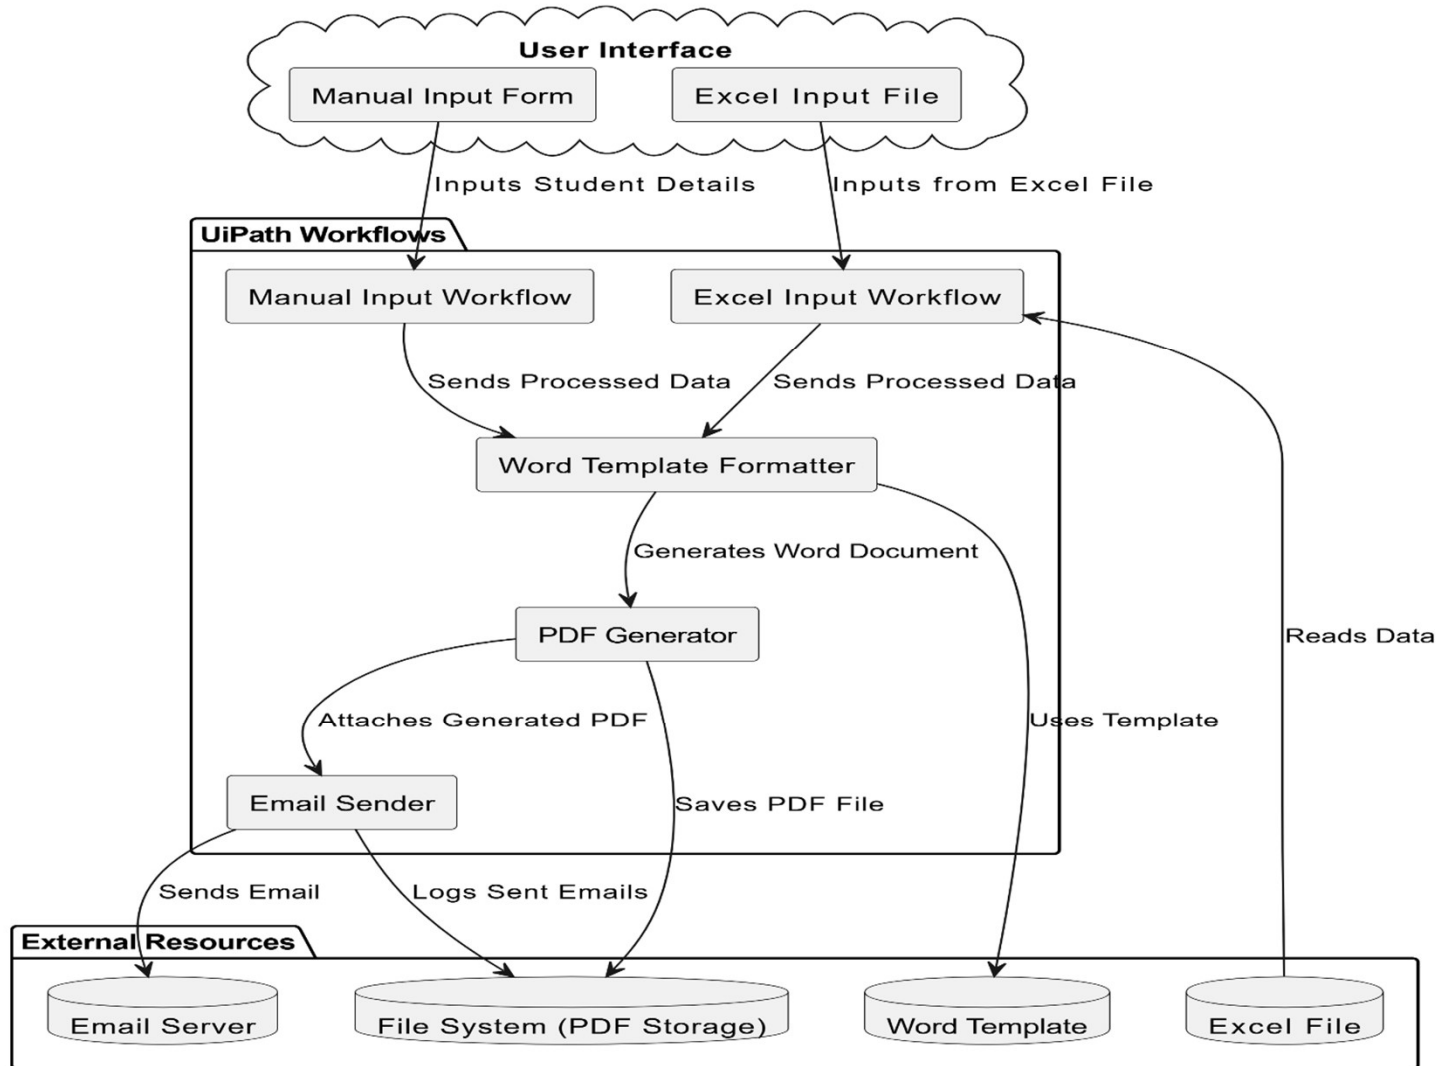 User Interface
Manual Input Form
Excel Input File
Inputs Student Details
Inputs from Excel File
UiPath Workflows
Manual Input Workflow
Excel Input Workflow
Sends Processed Data
Sends Processed Data
Word Template Formatter
Generates Word Document
PDF Generator
Reads Data
Attaches Generated PDF
Uses Template
Email Sender
Saves PDF File
Sends Email
Logs Sent Emails
External Resources
Email Server
File System (PDF Storage)
Word Template
Excel File